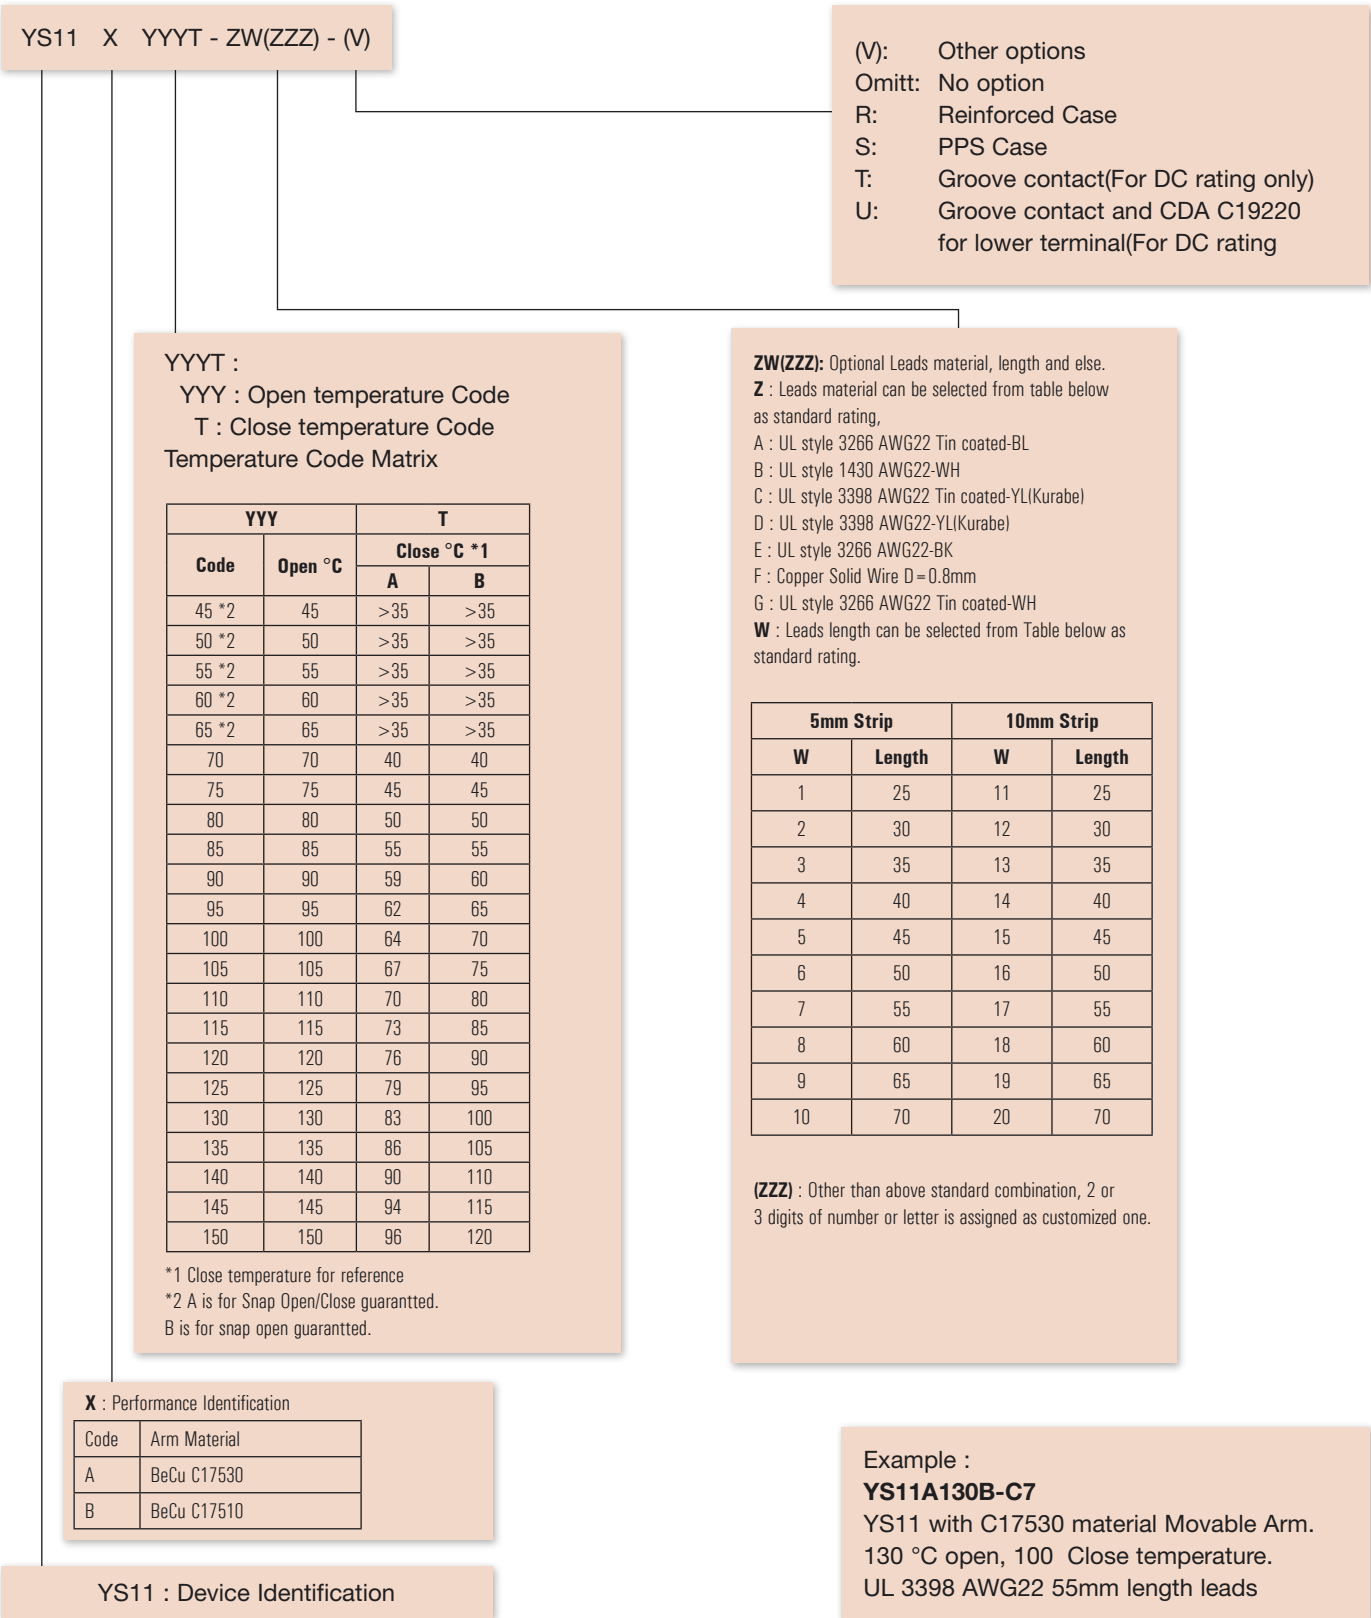 YS11 X YYYT - ZW(ZZZ) - (V)
(V): Other options
Omitt: No option
R: Reinforced Case
S: PPS Case
T: Groove contact(For DC rating only)
U: Groove contact and CDA C19220
for lower terminal(For DC rating
YYYT :
YYY : Open temperature Code
T : Close temperature Code
Temperature Code Matrix
YYY T
Code Open °C Close °C *1
A B
45 *2 45 >35 >35
50 *2 50 >35 >35
55 *2 55 >35 >35
60 *2 60 >35 >35
65 *2 65 >35 >35
70 70 40 40
75 75 45 45
80 80 50 50
85 85 55 55
90 90 59 60
95 95 62 65
100 100 64 70
105 105 67 75
110 110 70 80
115 115 73 85
120 120 76 90
125 125 79 95
130 130 83 100
135 135 86 105
140 140 90 110
145 145 94 115
150 150 96 120
*1 Close temperature for reference
*2 A is for Snap Open/Close guarantted.
B is for snap open guarantted.
ZW(ZZZ): Optional Leads material, length and else.
Z : Leads material can be selected from table below
as standard rating,
A : UL style 3266 AWG22 Tin coated-BL
B : UL style 1430 AWG22-WH
C : UL style 3398 AWG22 Tin coated-YL(Kurabe)
D : UL style 3398 AWG22-YL(Kurabe)
E : UL style 3266 AWG22-BK
F : Copper Solid Wire D=0.8mm
G : UL style 3266 AWG22 Tin coated-WH
W : Leads length can be selected from Table below as
standard rating.
5mm Strip 10mm Strip
W Length W Length
1 25 11 25
2 30 12 30
3 35 13 35
4 40 14 40
5 45 15 45
6 50 16 50
7 55 17 55
8 60 18 60
9 65 19 65
10 70 20 70
(ZZZ) : Other than above standard combination, 2 or
3 digits of number or letter is assigned as customized one.
X : Performance Identification
Code Arm Material
A BeCu C17530
B BeCu C17510
YS11 : Device Identification
Example :
YS11A130B-C7
YS11 with C17530 material Movable Arm.
130 °C open, 100 Close temperature.
UL 3398 AWG22 55mm length leads